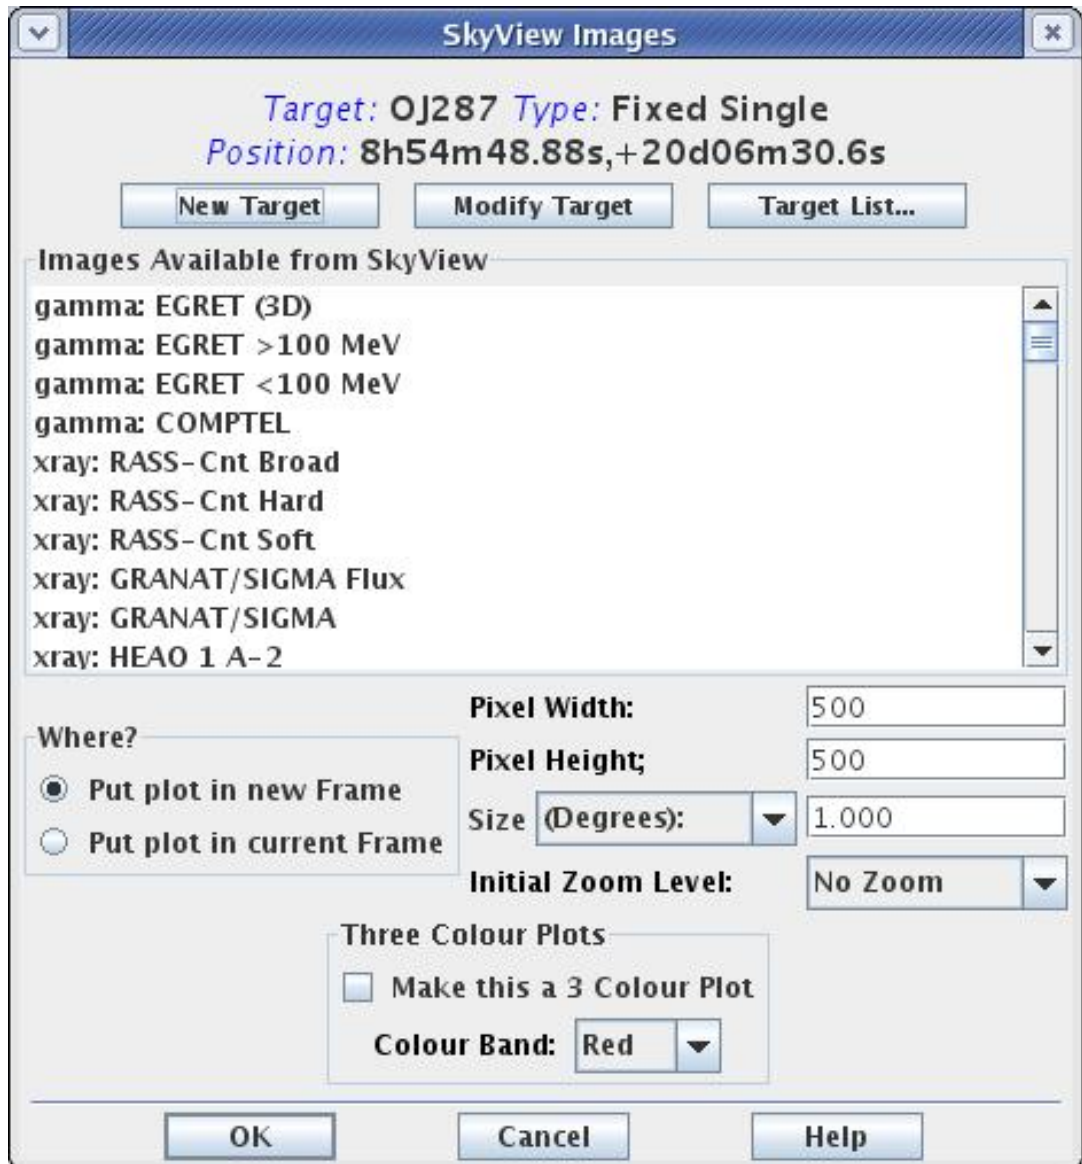 SkyView Images
Target: OJ287 Type: Fixed Single
Position: 8h54m48.88s,+20d06m30.6s
New Target Modify Target Target List...
Images Available from SkyView
gamma: EGRET (3D)
gamma: EGRET >100 MeV
gamma: EGRET <100 MeV
gamma: COMPTEL
xray: RASS-Cnt Broad
xray: RASS-Cnt Hard
xray: RASS-Cnt Soft
xray: GRANAT/SIGMA Flux
xray: GRANAT/SIGMA
xray: HEAO 1 A-2
Where?
Put plot in new Frame
Put plot in current Frame
Pixel Width: 500
Pixel Height; 500
Size (Degrees): 1.000
Initial Zoom Level: No Zoom
Three Colour Plots
Make this a 3 Colour Plot
Colour Band: Red
OK Cancel Help